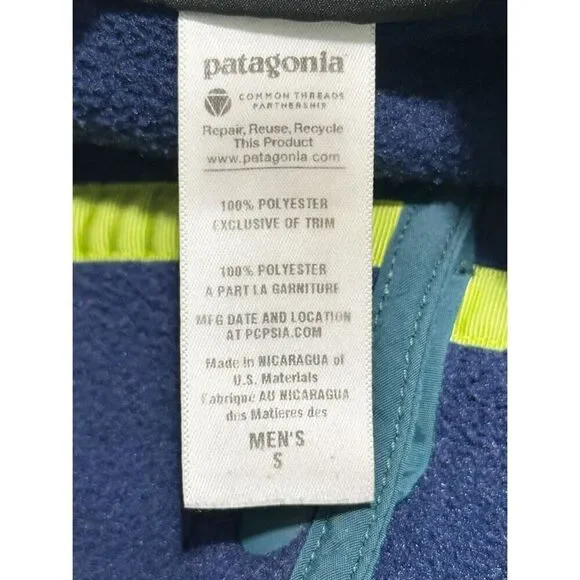 patagonia
COMMON THREADS
PARTNERSHIP
Repair, Reuse, Recycle
This Product
www.patagonia.com
100% POLYESTER
EXCLUSIVE OF TRIM
100% POLYESTER
A PART LA GARNITURE
MFG DATE AND LOCATION
AT PCPSIA.COM
Made in NICARAGUA of
U.S. Materials
Fabriqué AU NICARAGUA
des Matieres des
MEN'S
S